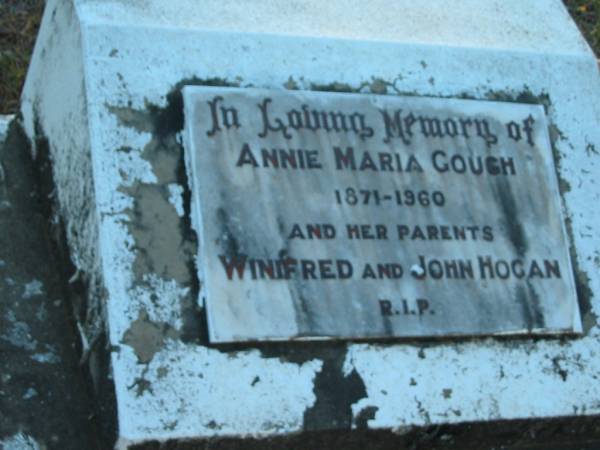 In Loving Memory of
ANNIE MARIA GOUGH
1871-1960
AND HER PARENTS
WINIFRED AND JOHN HOGAN
R.I.P.